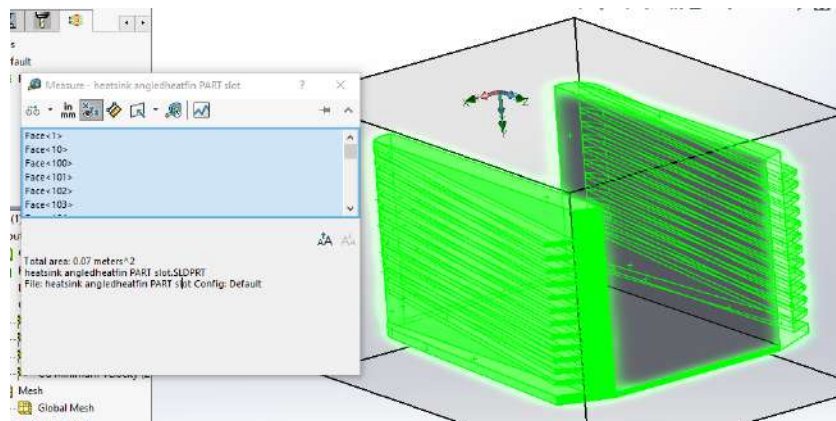 fault
Measure - heatsink angledheatfin PART slot
?
in
mm
Face<1>
Face<10>
Face<100>
Face<101>
Face<102>
Face<103>
Total area: 0.07 meters^2
heatsink angledheatfin PART slot.SLDPRT
File: heatsink angledheatfin PART slot Config: Default
Mesh
Global Mesh